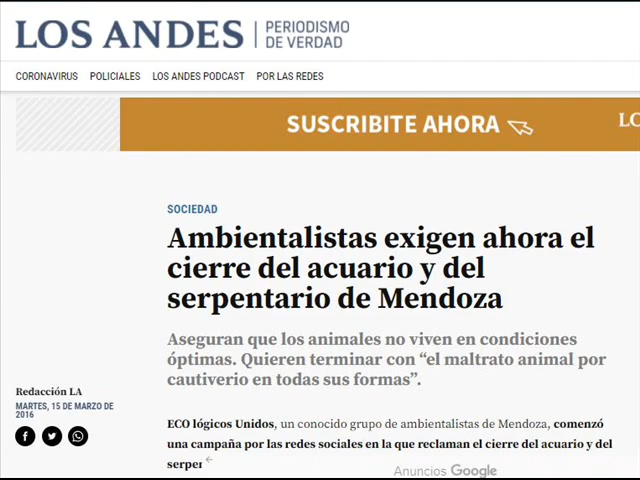 LOS ANDES
PERIODISMO
DE VERDAD
CORONAVIRUS POLICIALES LOS ANDES PODCAST POR LAS REDES
SUSCRIBITE AHORA
LO
SOCIEDAD
Ambientalistas exigen ahora el
cierre del acuario y del
serpentario de Mendoza
Aseguran que los animales no viven en condiciones
óptimas. Quieren terminar con “el maltrato animal por
cautiverio en todas sus formas”.
Redacción LA
MARTES, 15 DE MARZO DE
2016
ECO lógicos Unidos, un conocido grupo de ambientalistas de Mendoza, comenzó
una campaña por las redes sociales en la que reclaman el cierre del acuario y del
Anuncios Google